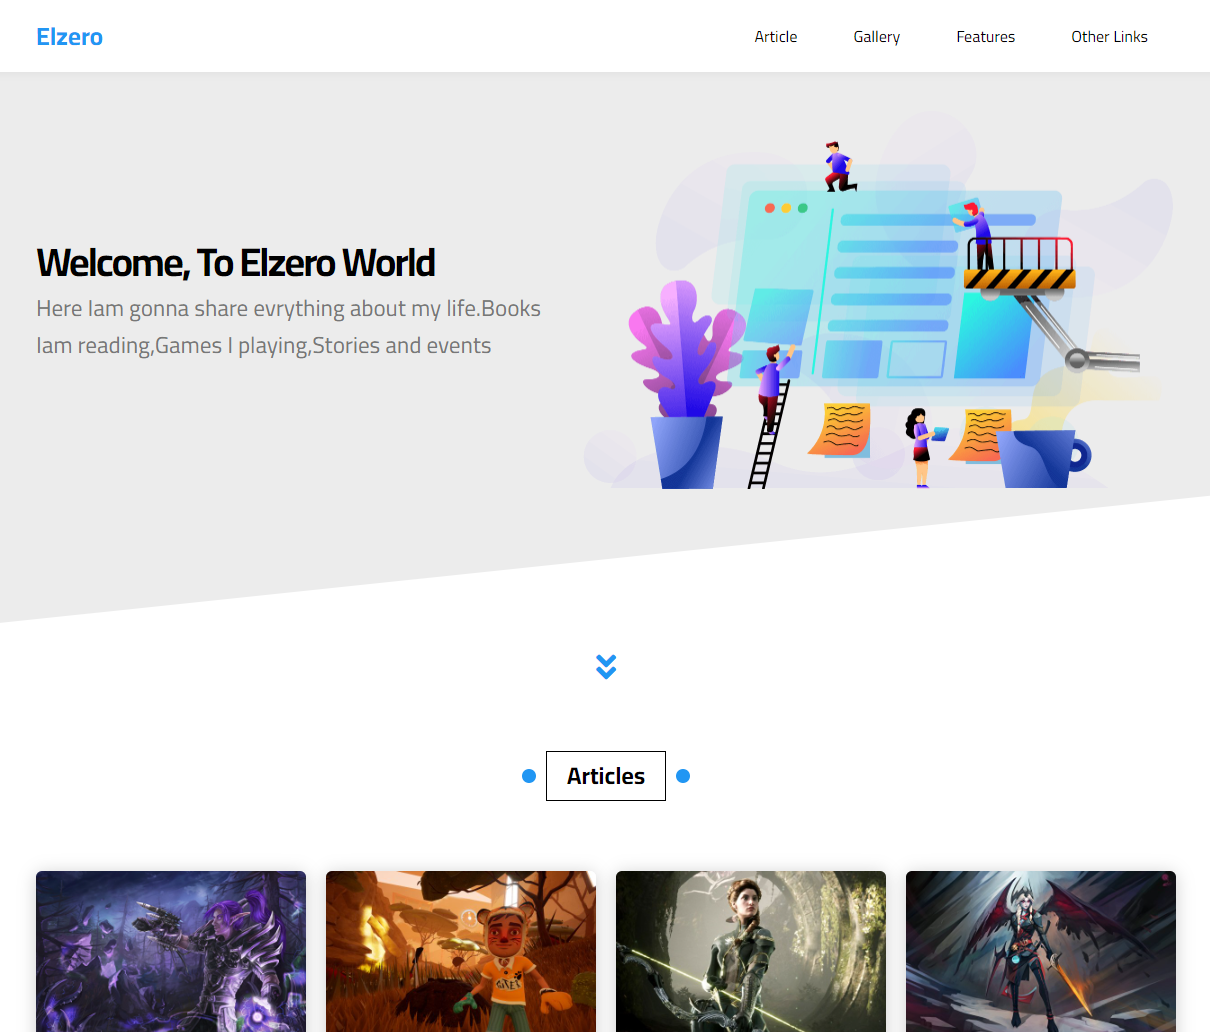 Elzero
Article Gallery Features Other Links
Welcome, To Elzero World
Here Iam gonna share evrything about my life.Books
Iam reading,Games I playing,Stories and events
Articles